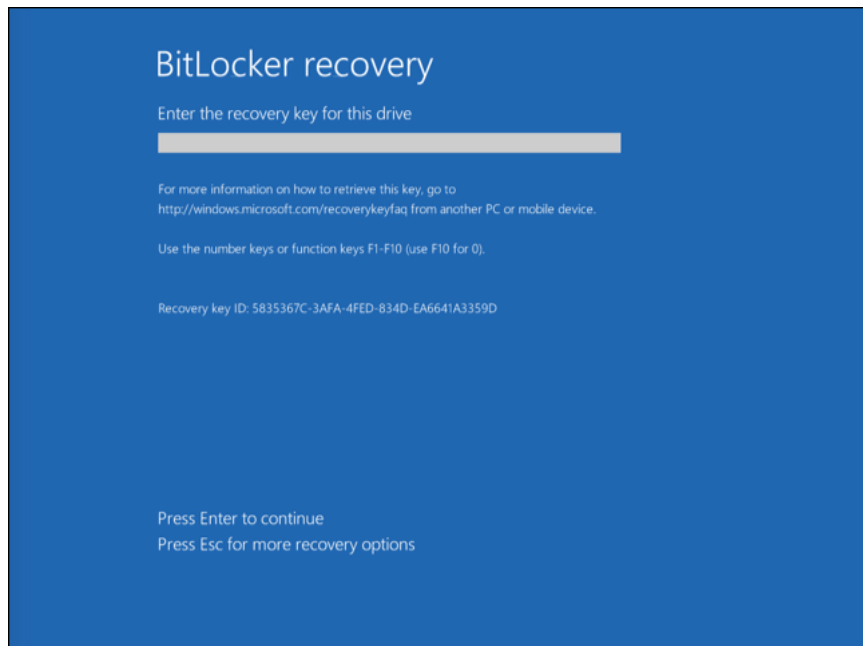 BitLocker recovery
Enter the recovery key for this drive
For more information on how to retrieve this key, go to
http://windows.microsoft.com/recoverykeyfaq from another PC or mobile device.
Use the number keys or function keys F1-F10 (use F10 for 0).
Recovery key ID: 5835367C-3AFA-4FED-834D-EA6641A3359D
Press Enter to continue
Press Esc for more recovery options